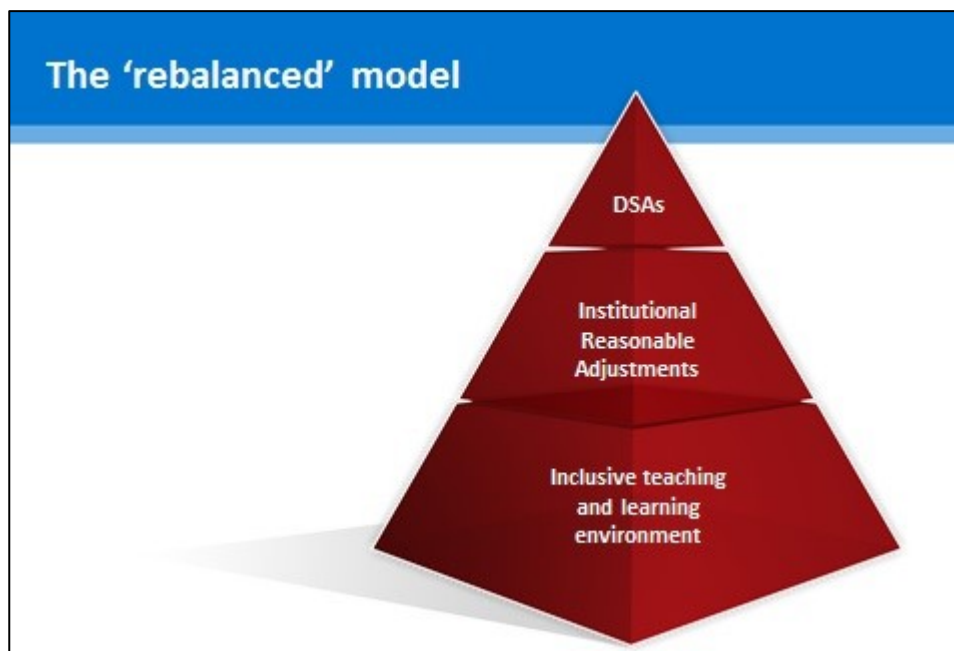 The ‘rebalanced’ model
DSAs
Institutional
Reasonable
Adjustments
Inclusive teaching
and learning
environment